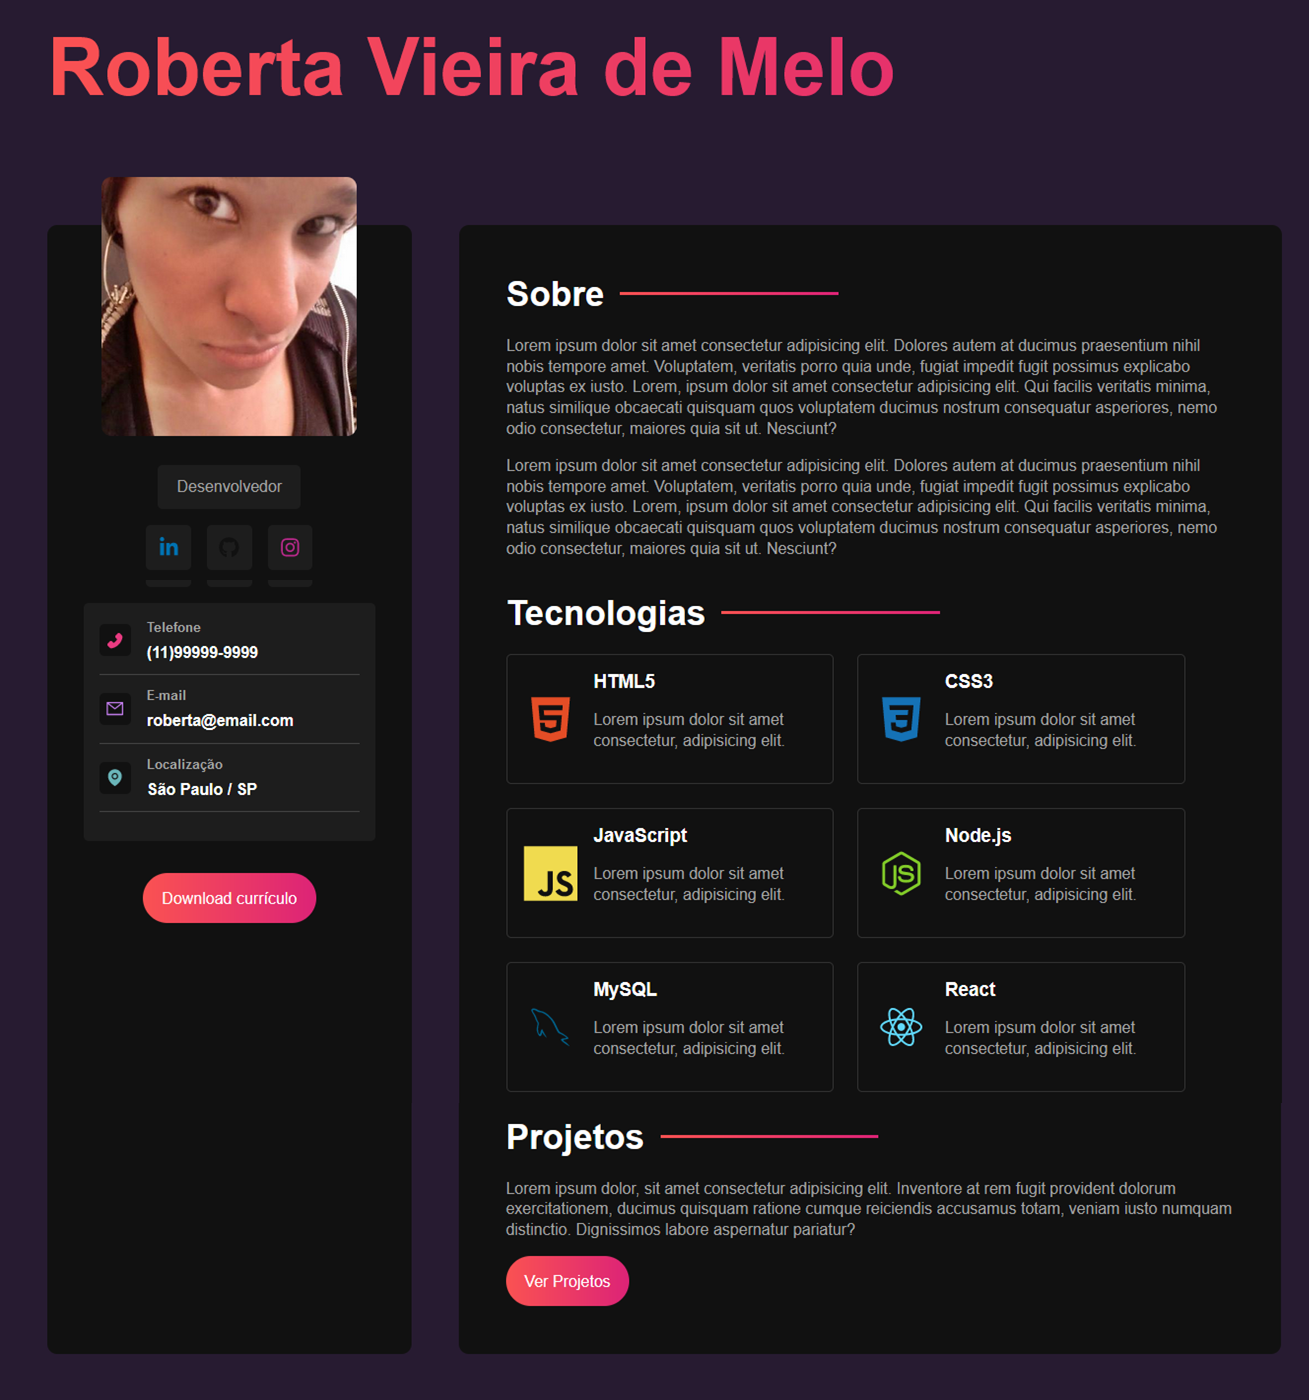 Roberta Vieira de Melo
Desenvolvedor
in
Telefone
(11)99999-9999
E-mail
roberta@email.com
Localização
São Paulo / SP
Download currículo
Sobre
Lorem ipsum dolor sit amet consectetur adipisicing elit. Dolores autem at ducimus praesentium nihil
nobis tempore amet. Voluptatem, veritatis porro quia unde, fugiat impedit fugit possimus explicabo
voluptas ex iusto. Lorem, ipsum dolor sit amet consectetur adipisicing elit. Qui facilis veritatis minima,
natus similique obcaecati quisquam quos voluptatem ducimus nostrum consequatur asperiores, nemo
odio consectetur, maiores quia sit ut. Nesciunt?
Lorem ipsum dolor sit amet consectetur adipisicing elit. Dolores autem at ducimus praesentium nihil
nobis tempore amet. Voluptatem, veritatis porro quia unde, fugiat impedit fugit possimus explicabo
voluptas ex iusto. Lorem, ipsum dolor sit amet consectetur adipisicing elit. Qui facilis veritatis minima,
natus similique obcaecati quisquam quos voluptatem ducimus nostrum consequatur asperiores, nemo
odio consectetur, maiores quia sit ut. Nesciunt?
Tecnologias
5
HTML5
Lorem ipsum dolor sit amet
consectetur, adipisicing elit.
3
CSS3
Lorem ipsum dolor sit amet
consectetur, adipisicing elit.
JS
JavaScript
Lorem ipsum dolor sit amet
consectetur, adipisicing elit.
JS
Node.js
Lorem ipsum dolor sit amet
consectetur, adipisicing elit.
MySQL
Lorem ipsum dolor sit amet
consectetur, adipisicing elit.
React
Lorem ipsum dolor sit amet
consectetur, adipisicing elit.
Projetos
Lorem ipsum dolor, sit amet consectetur adipisicing elit. Inventore at rem fugit provident dolorum
exercitationem, ducimus quisquam ratione cumque reiciendis accusamus totam, veniam iusto numquam
distinctio. Dignissimos labore aspernatur pariatur?
Ver Projetos